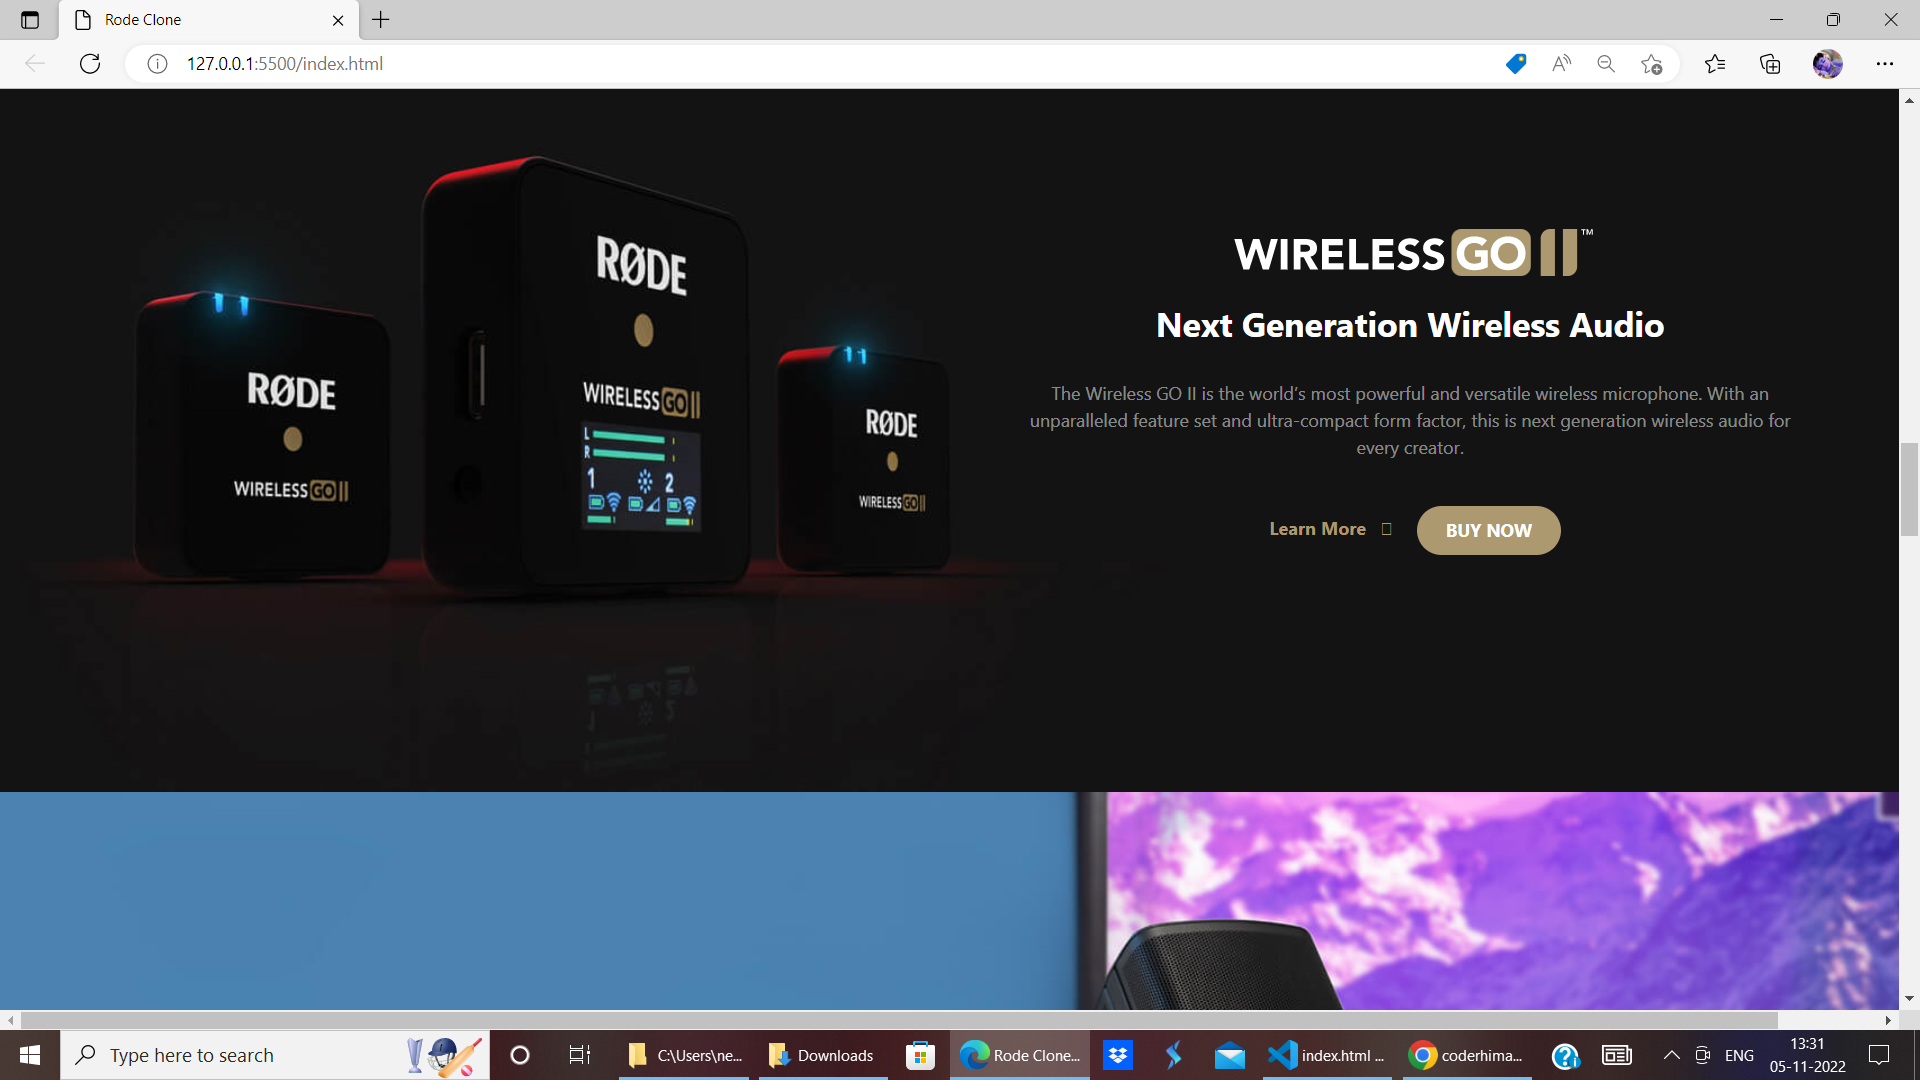 Rode Clone
127.0.0.1:5500/index.html
RØDE
WIRELESS GO II
L
R
1 2
RØDE
WIRELESS GO II
RØDE
WIRELESS GO II
WIRELESS GO II™
Next Generation Wireless Audio
The Wireless GO II is the world’s most powerful and versatile wireless microphone. With an
unparalleled feature set and ultra-compact form factor, this is next generation wireless audio for
every creator.
Learn More
BUY NOW
Type here to search
C:\Users\ne...
Downloads
Rode Clone...
index.html ...
coderhima...
ENG
13:31
05-11-2022